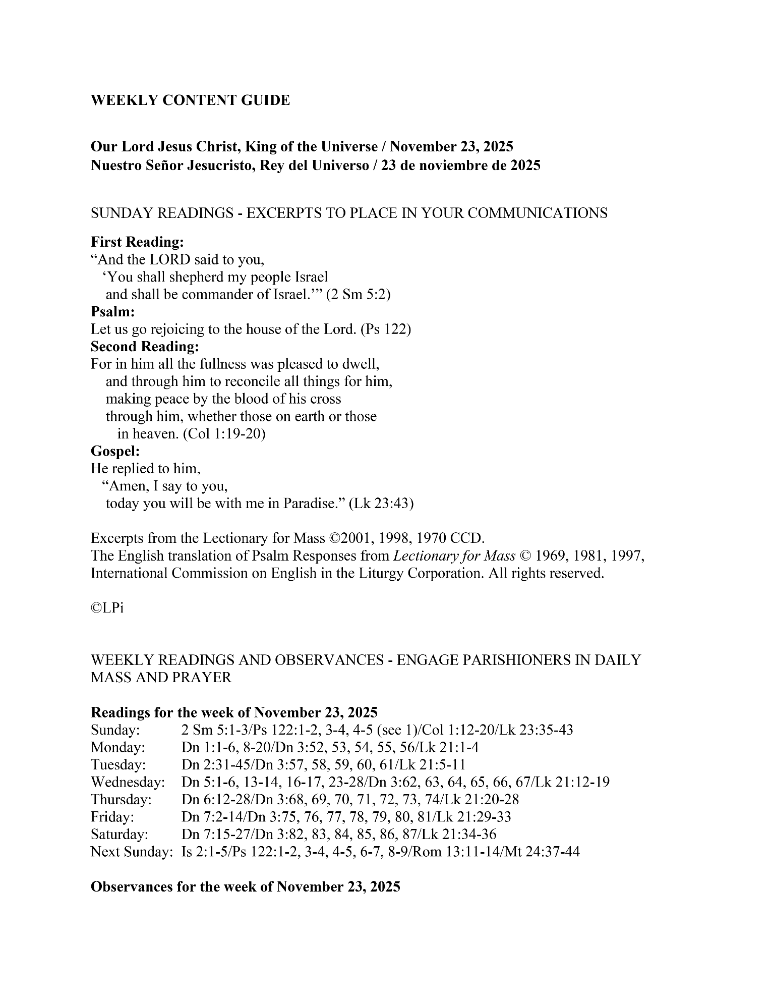 WEEKLY CONTENT GUIDE
Our Lord Jesus Christ, King of the Universe / November 23, 2025
Nuestro Señor Jesucristo, Rey del Universo / 23 de noviembre de 2025
SUNDAY READINGS - EXCERPTS TO PLACE IN YOUR COMMUNICATIONS
First Reading:
“And the LORD said to you,
‘You shall shepherd my people Israel
and shall be commander of Israel.’” (2 Sm 5:2)
Psalm:
Let us go rejoicing to the house of the Lord. (Ps 122)
Second Reading:
For in him all the fullness was pleased to dwell,
and through him to reconcile all things for him,
making peace by the blood of his cross
through him, whether those on earth or those
in heaven. (Col 1:19-20)
Gospel:
He replied to him,
“Amen, I say to you,
today you will be with me in Paradise.” (Lk 23:43)
Excerpts from the Lectionary for Mass ©2001, 1998, 1970 CCD.
The English translation of Psalm Responses from Lectionary for Mass © 1969, 1981, 1997,
International Commission on English in the Liturgy Corporation. All rights reserved.
©LPi
WEEKLY READINGS AND OBSERVANCES - ENGAGE PARISHIONERS IN DAILY
MASS AND PRAYER
Readings for the week of November 23, 2025
Sunday: 2 Sm 5:1-3/Ps 122:1-2, 3-4, 4-5 (see 1)/Col 1:12-20/Lk 23:35-43
Monday: Dn 1:1-6, 8-20/Dn 3:52, 53, 54, 55, 56/Lk 21:1-4
Tuesday: Dn 2:31-45/Dn 3:57, 58, 59, 60, 61/Lk 21:5-11
Wednesday: Dn 5:1-6, 13-14, 16-17, 23-28/Dn 3:62, 63, 64, 65, 66, 67/Lk 21:12-19
Thursday: Dn 6:12-28/Dn 3:68, 69, 70, 71, 72, 73, 74/Lk 21:20-28
Friday: Dn 7:2-14/Dn 3:75, 76, 77, 78, 79, 80, 81/Lk 21:29-33
Saturday: Dn 7:15-27/Dn 3:82, 83, 84, 85, 86, 87/Lk 21:34-36
Next Sunday: Is 2:1-5/Ps 122:1-2, 3-4, 4-5, 6-7, 8-9/Rom 13:11-14/Mt 24:37-44
Observances for the week of November 23, 2025